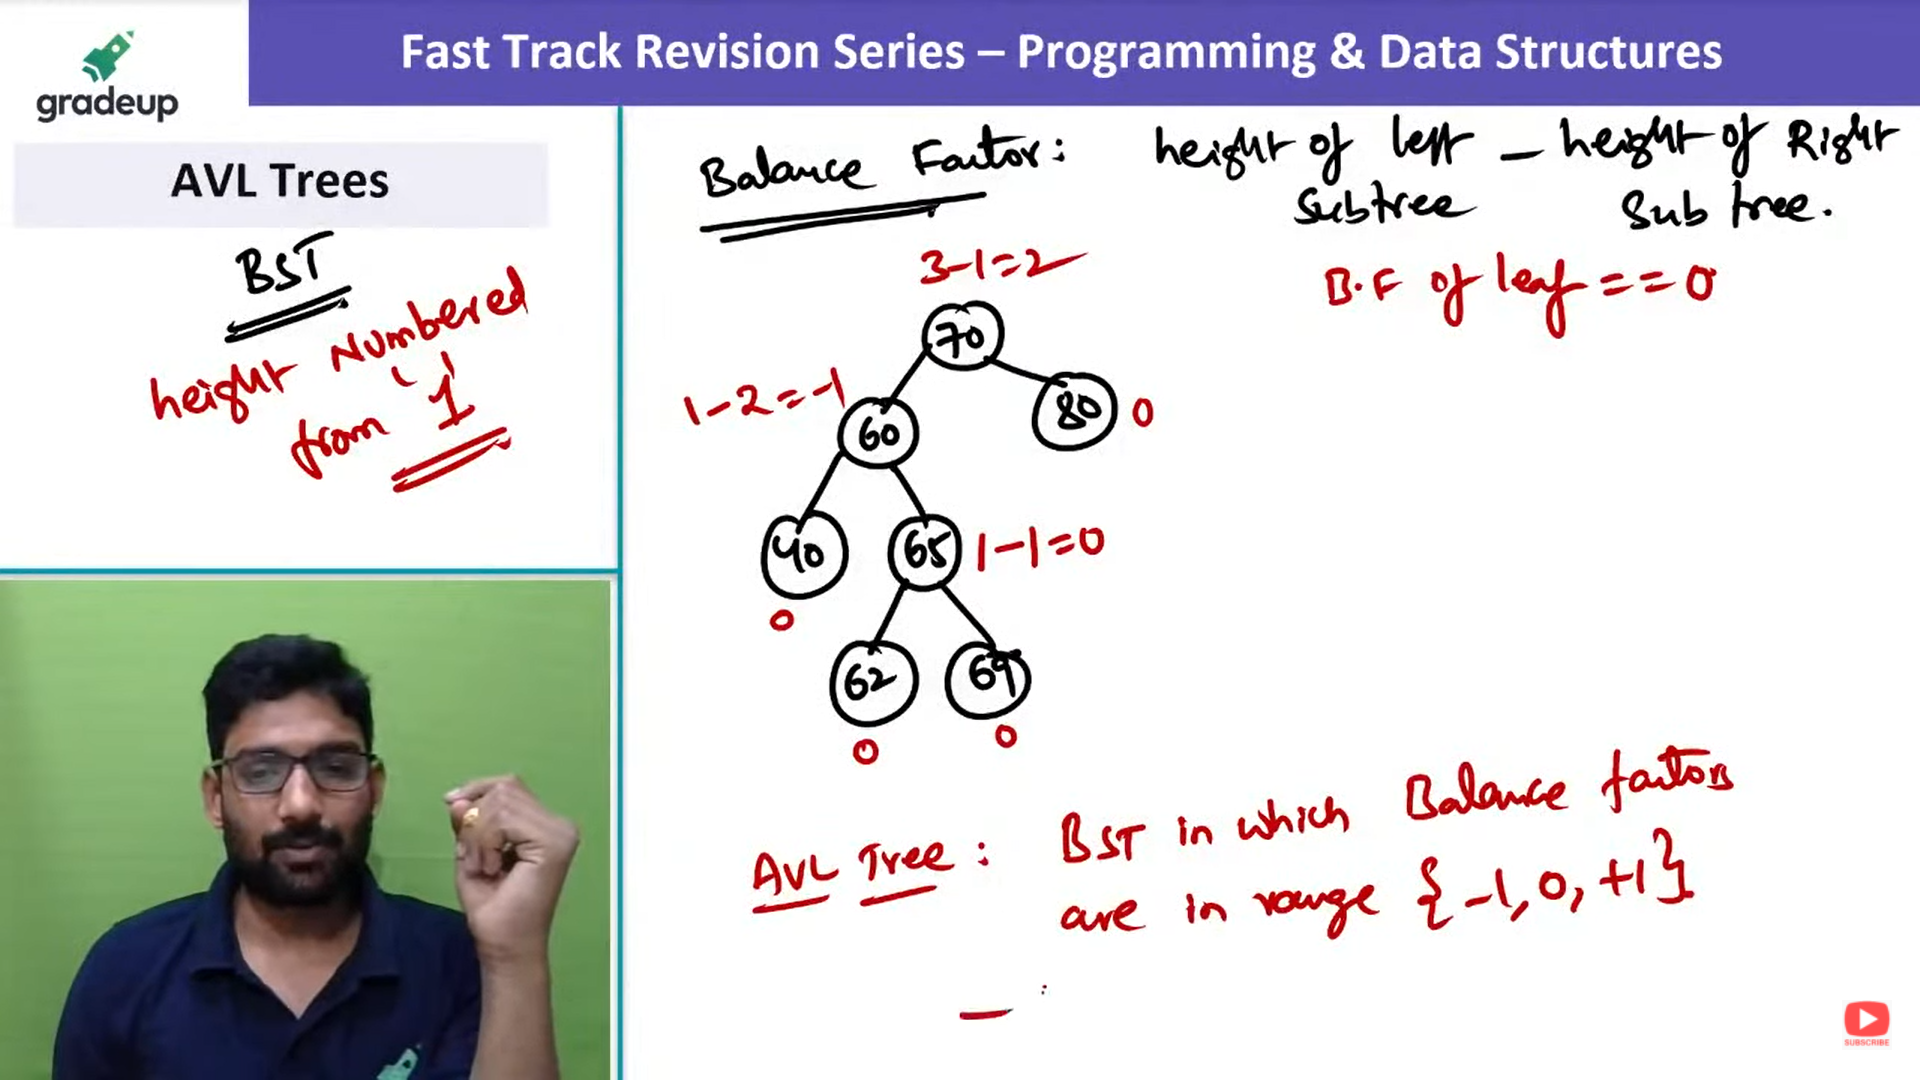 gradeup
Fast Track Revision Series – Programming & Data Structures
AVL Trees
BST
height Numbered
from '1'
Balance Factor: height of left – height of Right
Subtree Sub tree.
B.F of leaf == 0
3-1=2
70
1-2=-1
60
80 0
40
65 1-1=0
0
62
69
0
0
AVL Tree: BST in which Balance factors
are in range {-1, 0, +1}
SUBSCRIBE